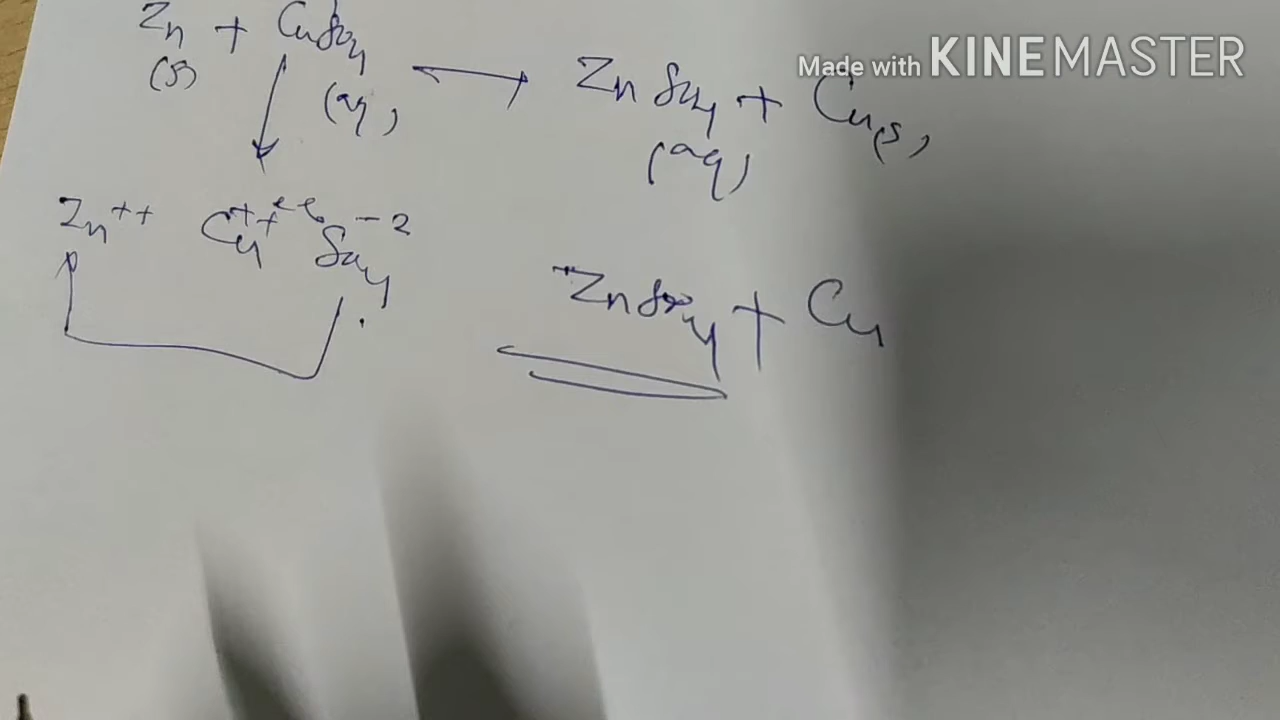 Zn + CuSO4 → ZnSO4 + Cu(s)
(s) (aq) (aq)
Zn++ Cu++ e e SO4-2
ZnSO4 + Cu
Made with KINEMASTER